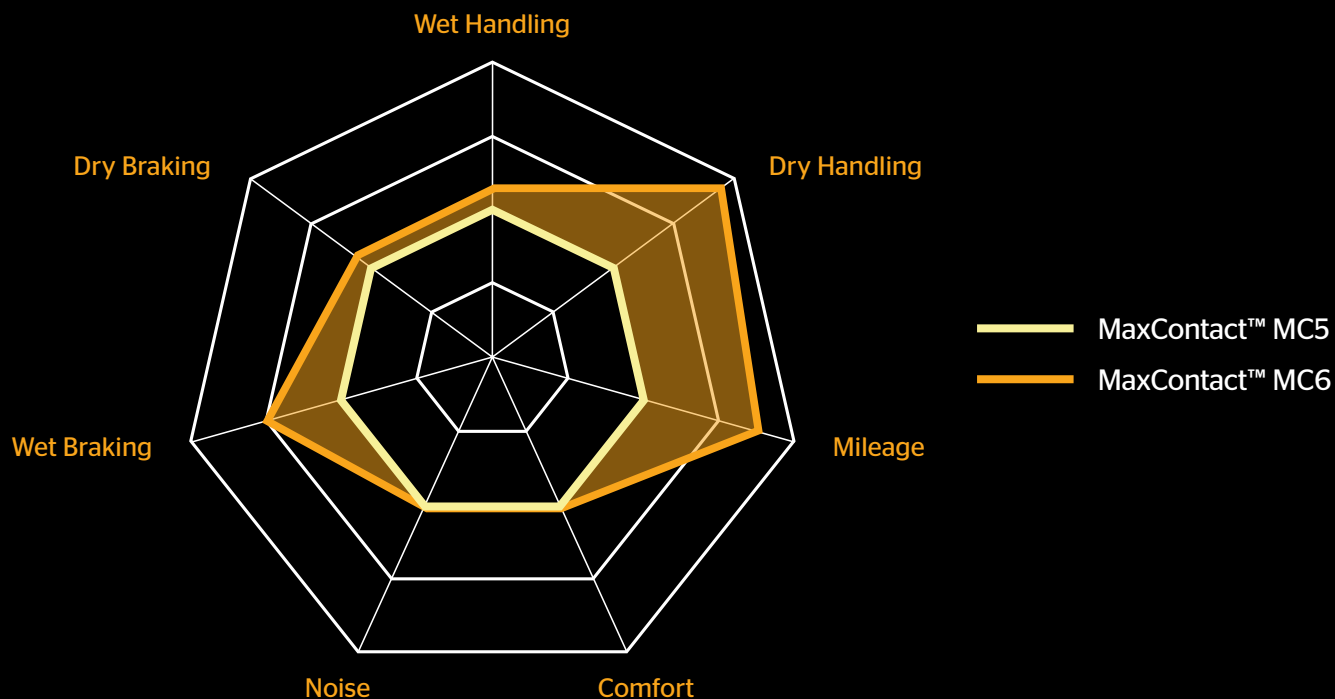 Wet Handling
Dry Braking
Dry Handling
MaxContact™ MC5
MaxContact™ MC6
Wet Braking
Mileage
Noise
Comfort